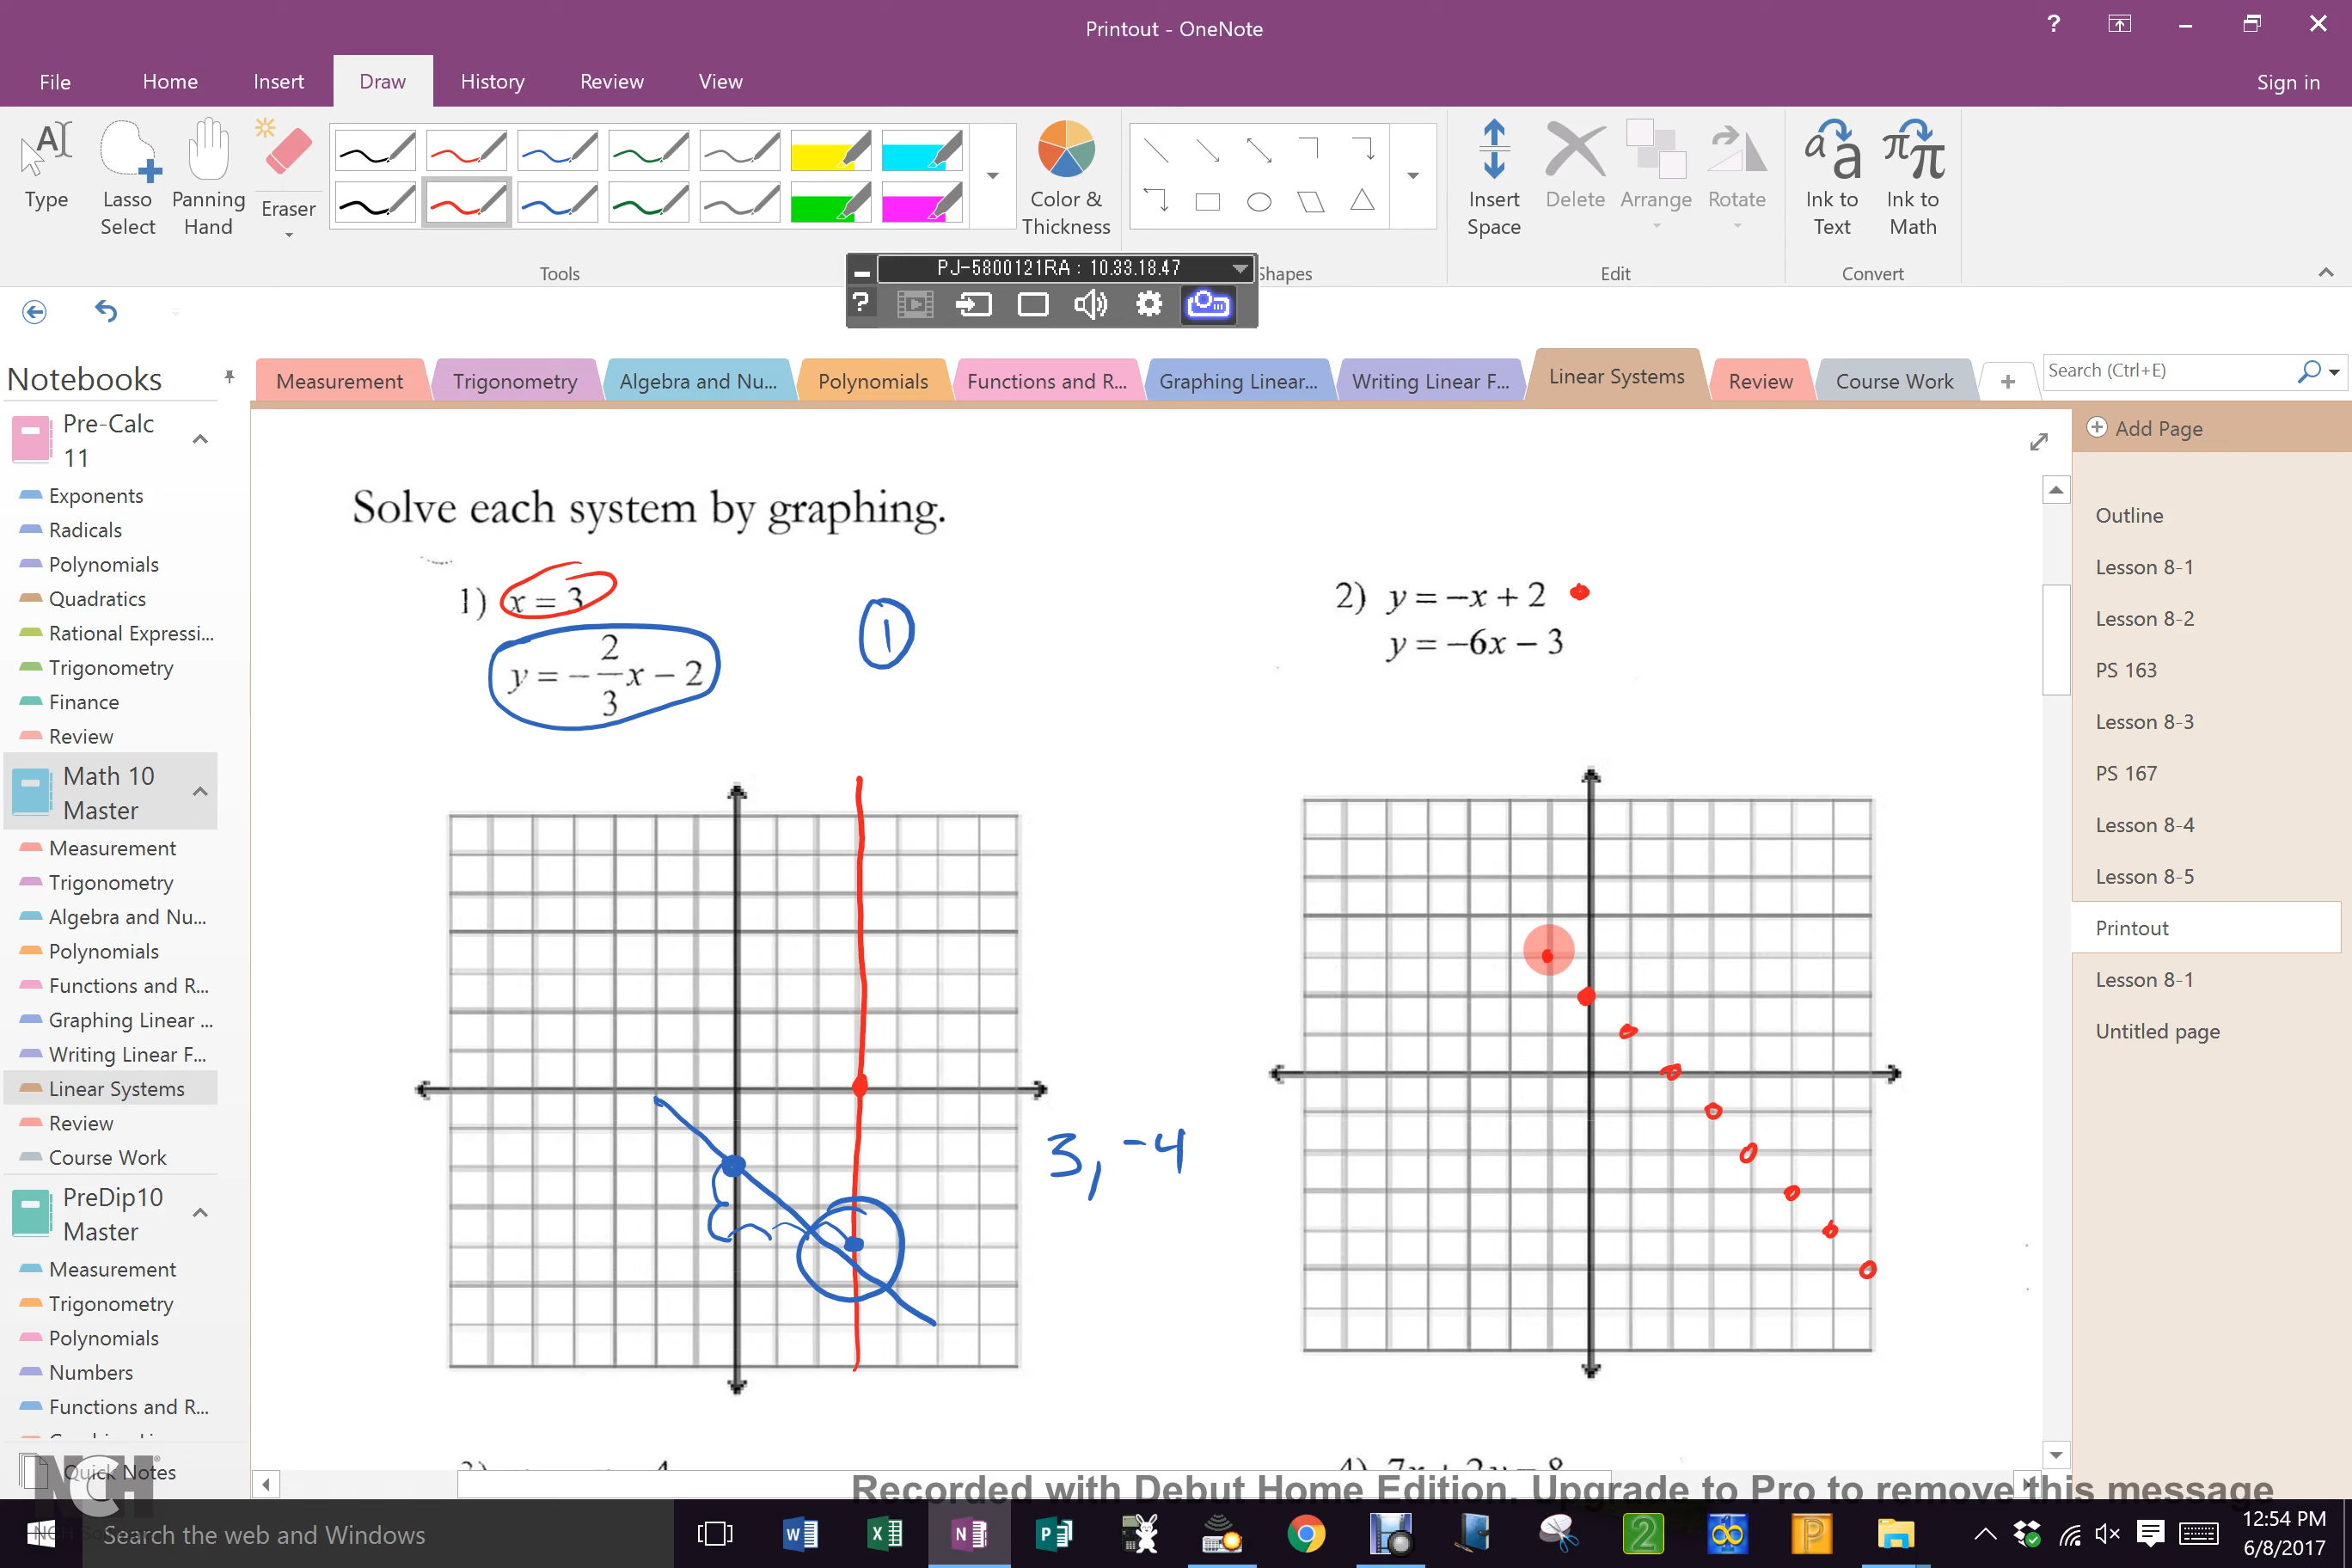 Printout - OneNote
?
File Home Insert Draw History Review View Sign in
Type
Lasso Select
Panning Hand
Eraser
Color & Thickness
Insert Space
Delete Arrange Rotate
Ink to Text
Ink to Math
Tools
Shapes
Edit
Convert
PJ-5800121RA : 10.33.18.47
?
Notebooks
Measurement Trigonometry Algebra and Nu... Polynomials Functions and R... Graphing Linear... Writing Linear F... Linear Systems Review Course Work +
Search (Ctrl+E)
Pre-Calc 11
Exponents
Radicals
Polynomials
Quadratics
Rational Expressi...
Trigonometry
Finance
Review
Math 10 Master
Measurement
Trigonometry
Algebra and Nu...
Polynomials
Functions and R...
Graphing Linear ...
Writing Linear F...
Linear Systems
Review
Course Work
PreDip10 Master
Measurement
Trigonometry
Polynomials
Numbers
Functions and R...
Quick Notes
Solve each system by graphing.
1) x = 3
y = -2/3x - 2
1
2) y = -x + 2
y = -6x - 3
3, -4
Add Page
Outline
Lesson 8-1
Lesson 8-2
PS 163
Lesson 8-3
PS 167
Lesson 8-4
Lesson 8-5
Printout
Lesson 8-1
Untitled page
NCH
Recorded with Debut Home Edition. Upgrade to Pro to remove this message
Search the web and Windows
12:54 PM
6/8/2017